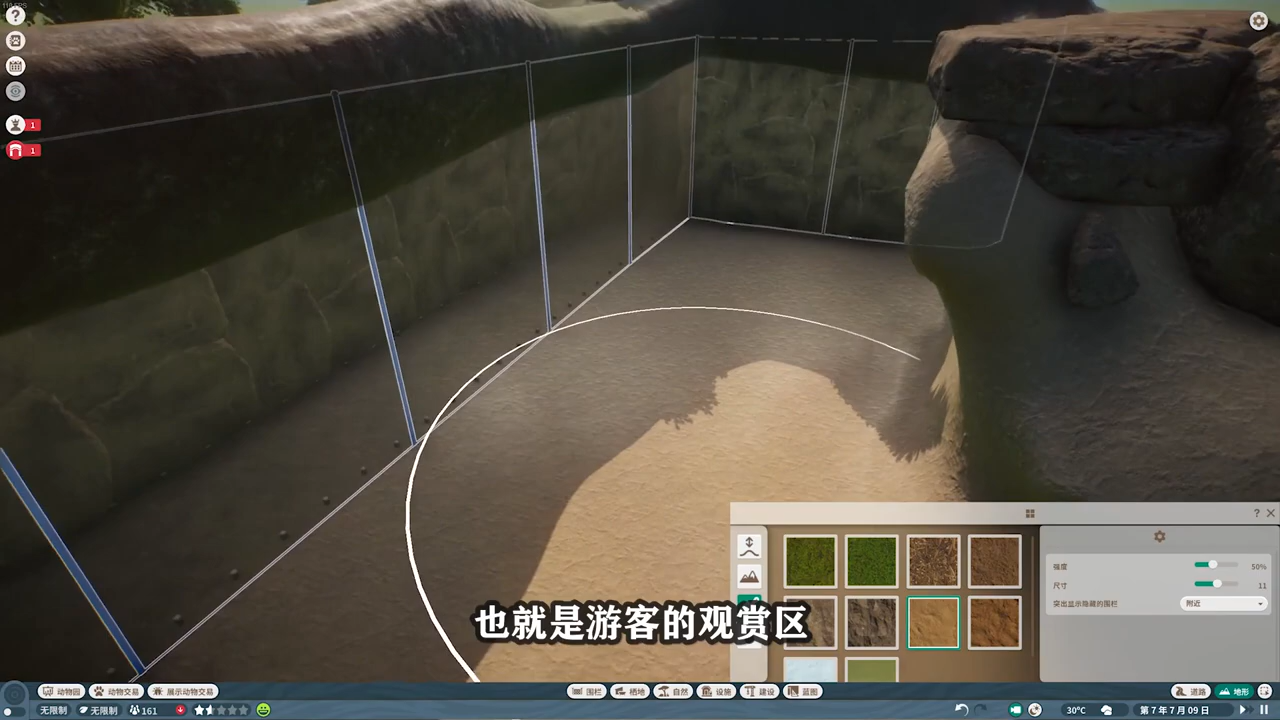 ?
1
1
? ×
强度 50%
尺寸 11
突出显示隐藏的围栏 附近
也就是游客的观赏区
动物园 动物交易 展示动物交易 围栏 栖地 自然 设施 建设 蓝图 道路 地形
无限制 无限制 161 30°C 第 7 年 7 月 09 日